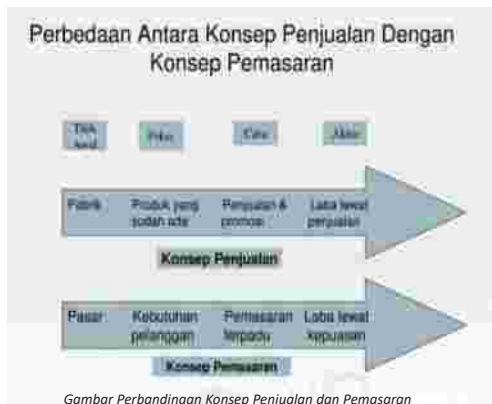 Perbedaan Antara Konsep Penjualan Dengan
Konsep Pemasaran
Titik
Awal
Fokus
Cara
Akhir
Pabrik
Produk yang
sudah ada
Penjualan &
promosi
Laba lewat
penjualan
Konsep Penjualan
Pasar
Kebutuhan
pelanggan
Pemasaran
terpadu
Laba lewat
kepuasan
Konsep Pemasaran
Gambar Perbandingan Konsep Penjualan dan Pemasaran